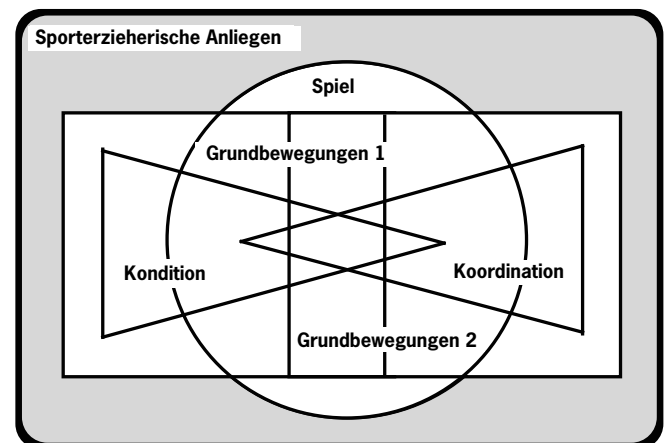 Sporterzieherische Anliegen
Spiel
Grundbewegungen 1
Kondition
Koordination
Grundbewegungen 2